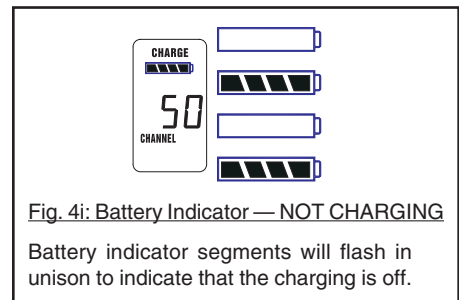 CHARGE
50
CHANNEL
Fig. 4i: Battery Indicator — NOT CHARGING
Battery indicator segments will flash in
unison to indicate that the charging is off.